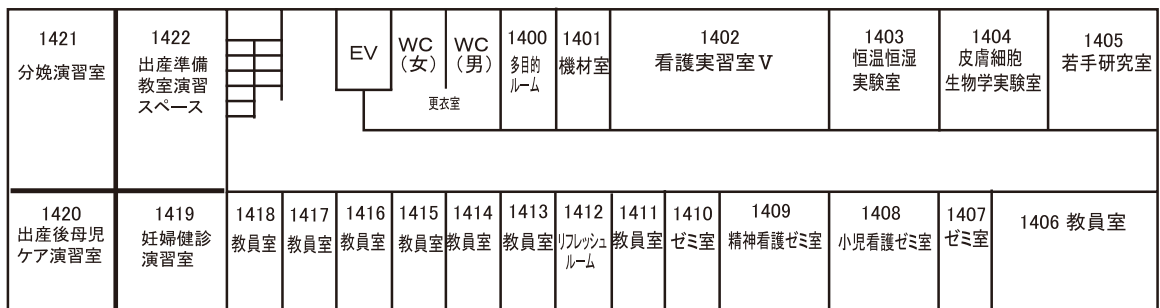 1421
分娩演習室
1422
出産準備
教室演習
スペース
EV
WC
（女）
WC
（男）
更衣室
1400
多目的
ルーム
1401
機材室
1402
看護実習室Ⅴ
1403
恒温恒湿
実験室
1404
皮膚細胞
生物学実験室
1405
若手研究室
1420
出産後母児
ケア演習室
1419
妊婦健診
演習室
1418
教員室
1417
教員室
1416
教員室
1415
教員室
1414
教員室
1413
教員室
1412
リフレッシュ
ルーム
1411
教員室
1410
ゼミ室
1409
精神看護ゼミ室
1408
小児看護ゼミ室
1407
ゼミ室
1406 教員室